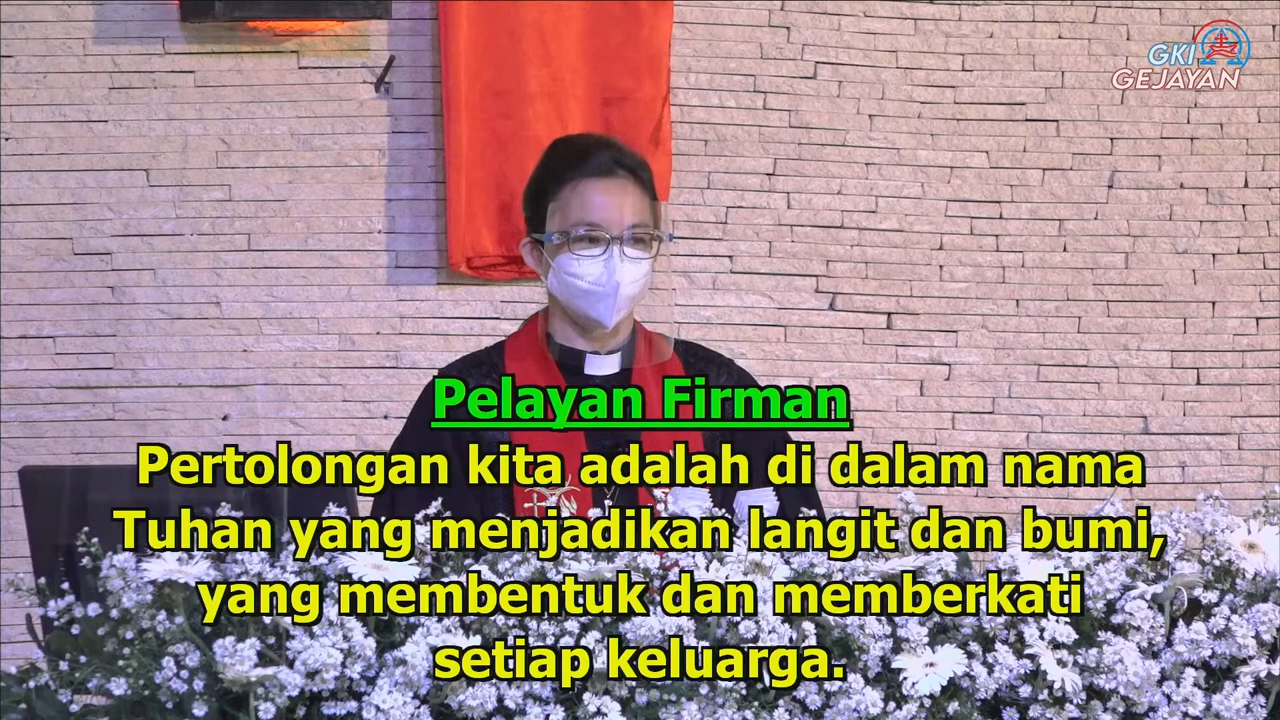 GKI
GEJAYAN
Pelayan Firman
Pertolongan kita adalah di dalam nama
Tuhan yang menjadikan langit dan bumi,
yang membentuk dan memberkati
setiap keluarga.